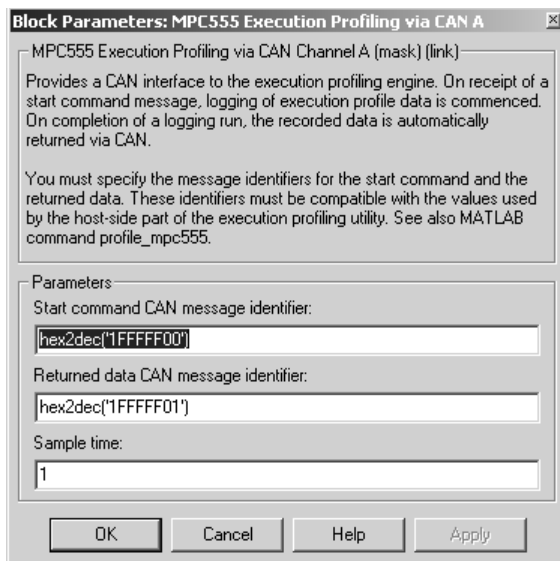 Block Parameters: MPC555 Execution Profiling via CAN A
MPC555 Execution Profiling via CAN Channel A (mask) (link)
Provides a CAN interface to the execution profiling engine. On receipt of a
start command message, logging of execution profile data is commenced.
On completion of a logging run, the recorded data is automatically
returned via CAN.
You must specify the message identifiers for the start command and the
returned data. These identifiers must be compatible with the values used
by the host-side part of the execution profiling utility. See also MATLAB
command profile_mpc555.
Parameters
Start command CAN message identifier:
hex2dec('1FFFFF00')
Returned data CAN message identifier:
hex2dec('1FFFFF01')
Sample time:
1
OK Cancel Help Apply